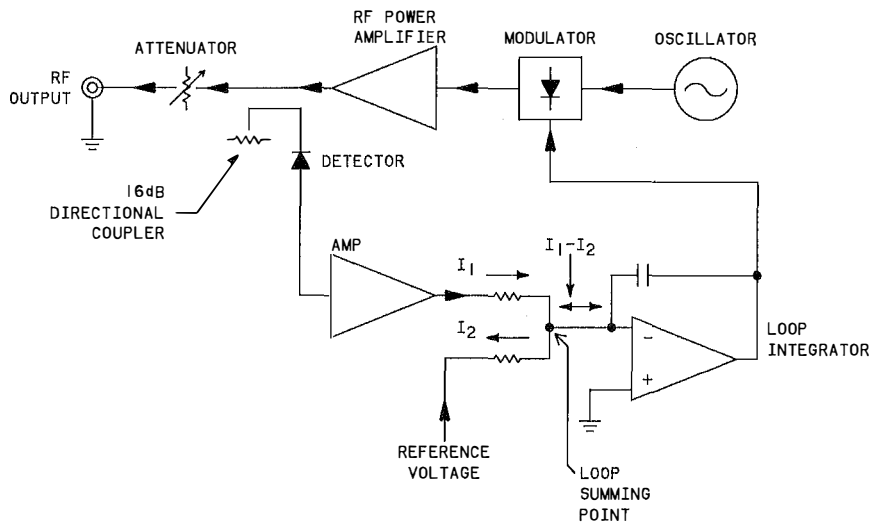 RF POWER
AMPLIFIER
ATTENUATOR
MODULATOR
OSCILLATOR
RF
OUTPUT
DETECTOR
16dB
DIRECTIONAL
COUPLER
AMP
I1
I1-I2
I2
-
+
LOOP
INTEGRATOR
REFERENCE
VOLTAGE
LOOP
SUMMING
POINT